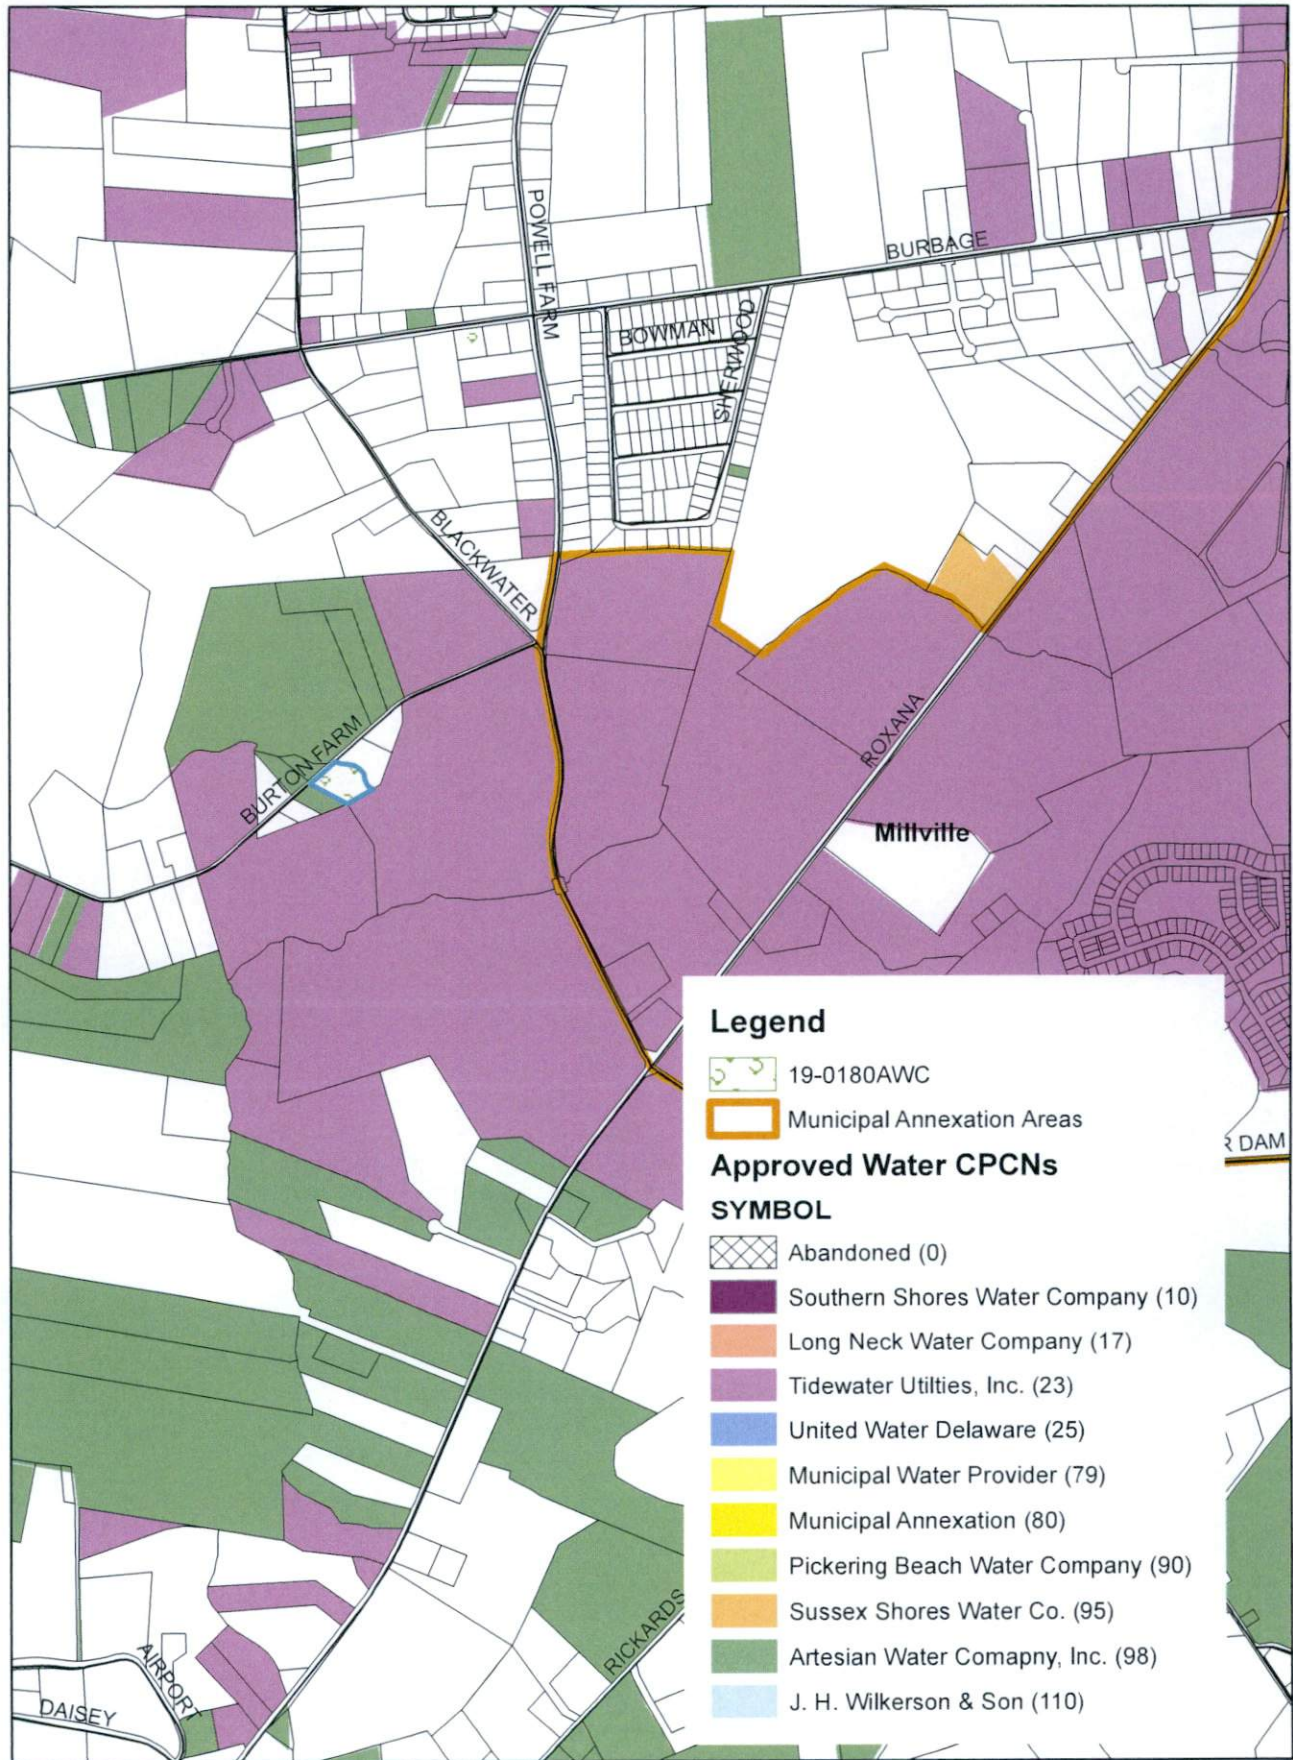 POWELL FARM
BURBAGE
BOWMAN
BLACKWATER
ROXANA
BURTON FARM
Millville
Legend
19-0180AWC
Municipal Annexation Areas
R DAM
Approved Water CPCNs
SYMBOL
Abandoned (0)
Southern Shores Water Company (10)
Long Neck Water Company (17)
Tidewater Utilties, Inc. (23)
United Water Delaware (25)
Municipal Water Provider (79)
Municipal Annexation (80)
Pickering Beach Water Company (90)
Sussex Shores Water Co. (95)
Artesian Water Comapny, Inc. (98)
J. H. Wilkerson & Son (110)
RICKARDS
AIRPORT
DAISEY